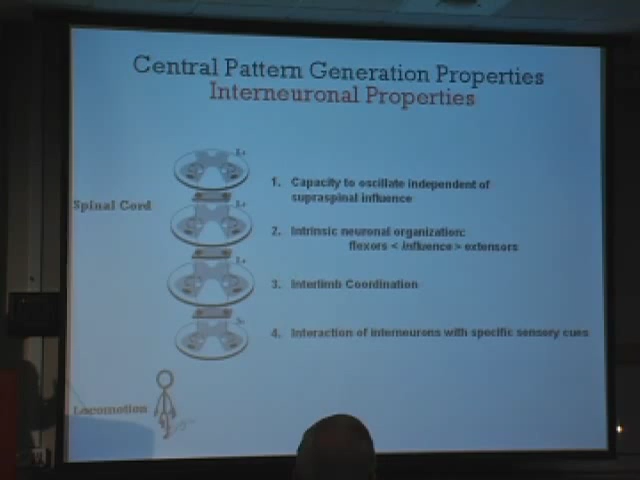 Central Pattern Generation Properties
Interneuronal Properties
1. Capacity to oscillate independent of
supraspinal influence
Spinal Cord
2. Intrinsic neuronal organization:
flexors < influence > extensors
3. Interlimb Coordination
4. Interaction of interneurons with specific sensory cues
Locomotion